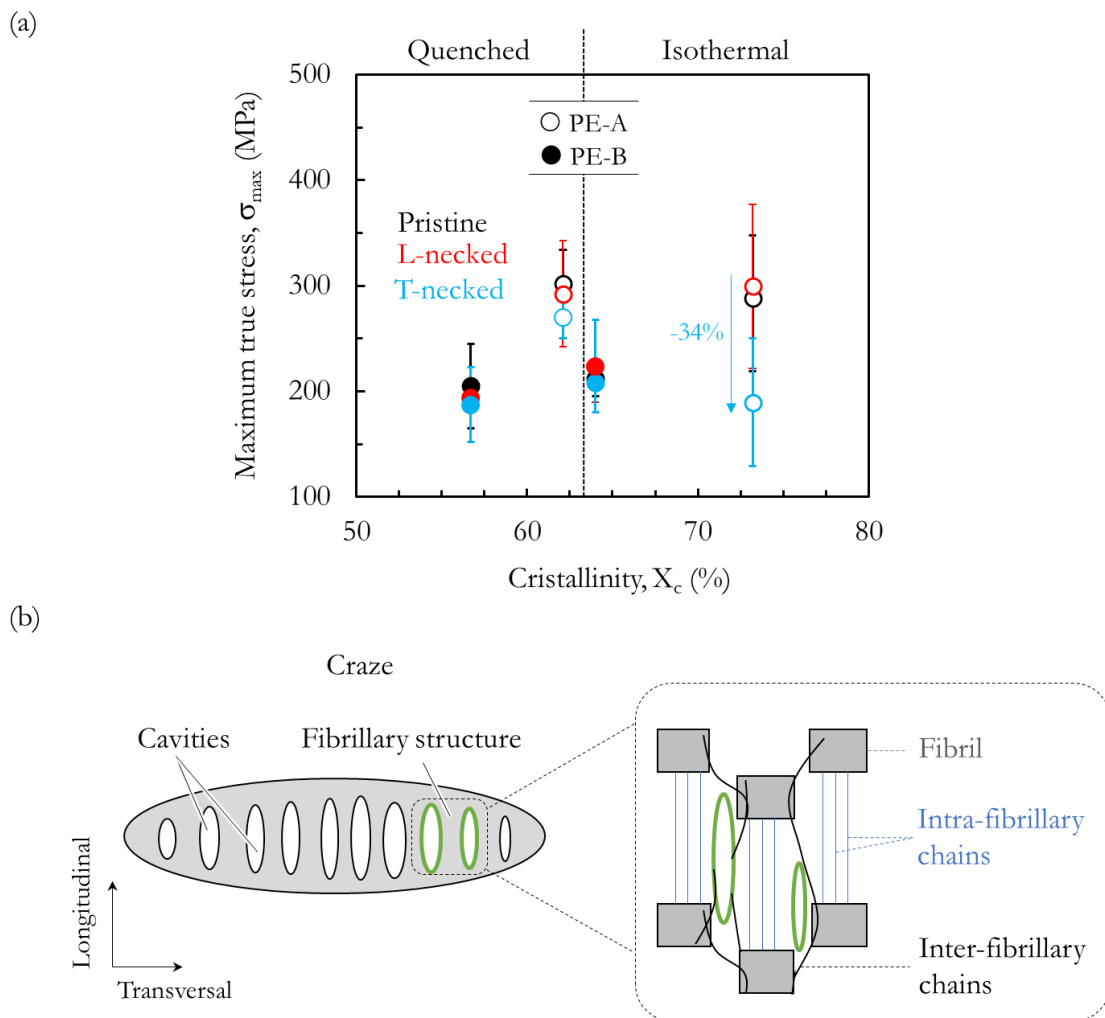 (a)
Quenched
Isothermal
500
400
300
200
100
Maximum true stress, σmax (MPa)
PE-A
PE-B
Pristine
L-necked
T-necked
-34%
50
60
70
80
Cristallinity, Xc (%)
(b)
Craze
Cavities
Fibrillary structure
Longitudinal
Transversal
Fibril
Intra-fibrillary
chains
Inter-fibrillary
chains